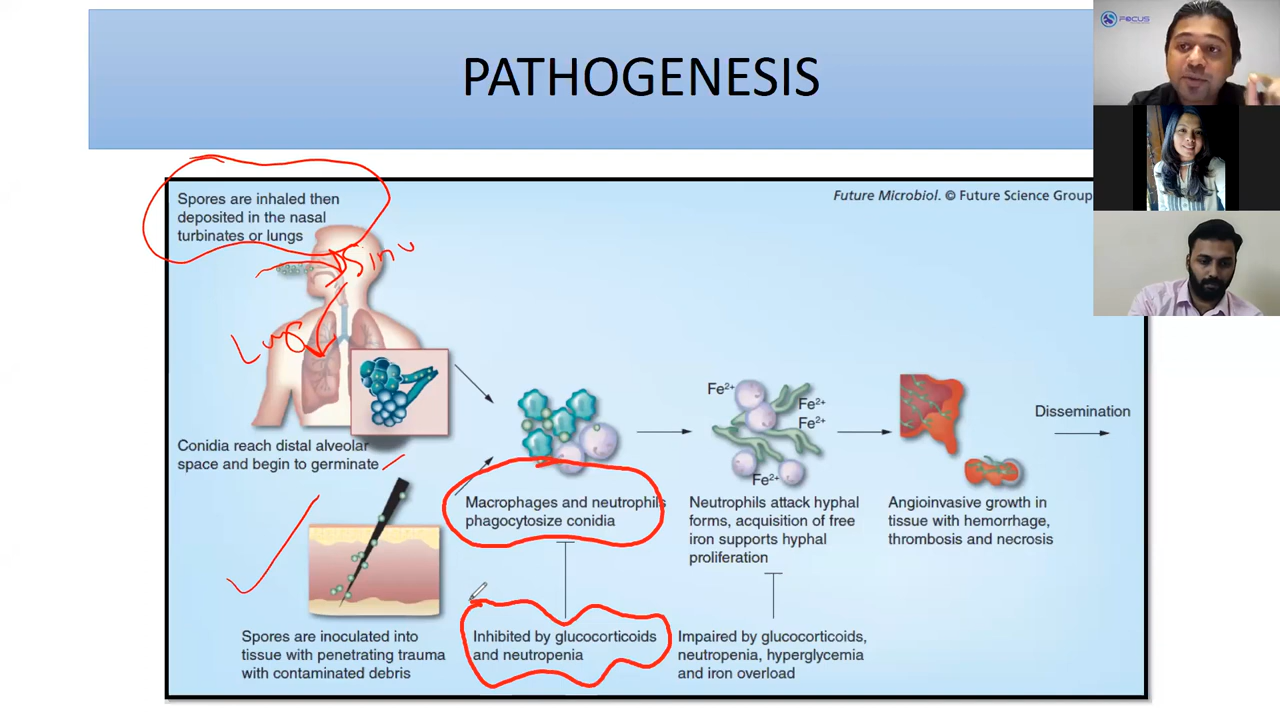 PATHOGENESIS
FOCUS
Future Microbiol. © Future Science Group
Spores are inhaled then
deposited in the nasal
turbinates or lungs
Sinu
Lungs
Conidia reach distal alveolar
space and begin to germinate
Spores are inoculated into
tissue with penetrating trauma
with contaminated debris
Macrophages and neutrophils
phagocytosize conidia
Inhibited by glucocorticoids
and neutropenia
Fe2+
Fe2+
Fe2+
Fe2+
Neutrophils attack hyphal
forms, acquisition of free
iron supports hyphal
proliferation
Impaired by glucocorticoids,
neutropenia, hyperglycemia
and iron overload
Angioinvasive growth in
tissue with hemorrhage,
thrombosis and necrosis
Dissemination